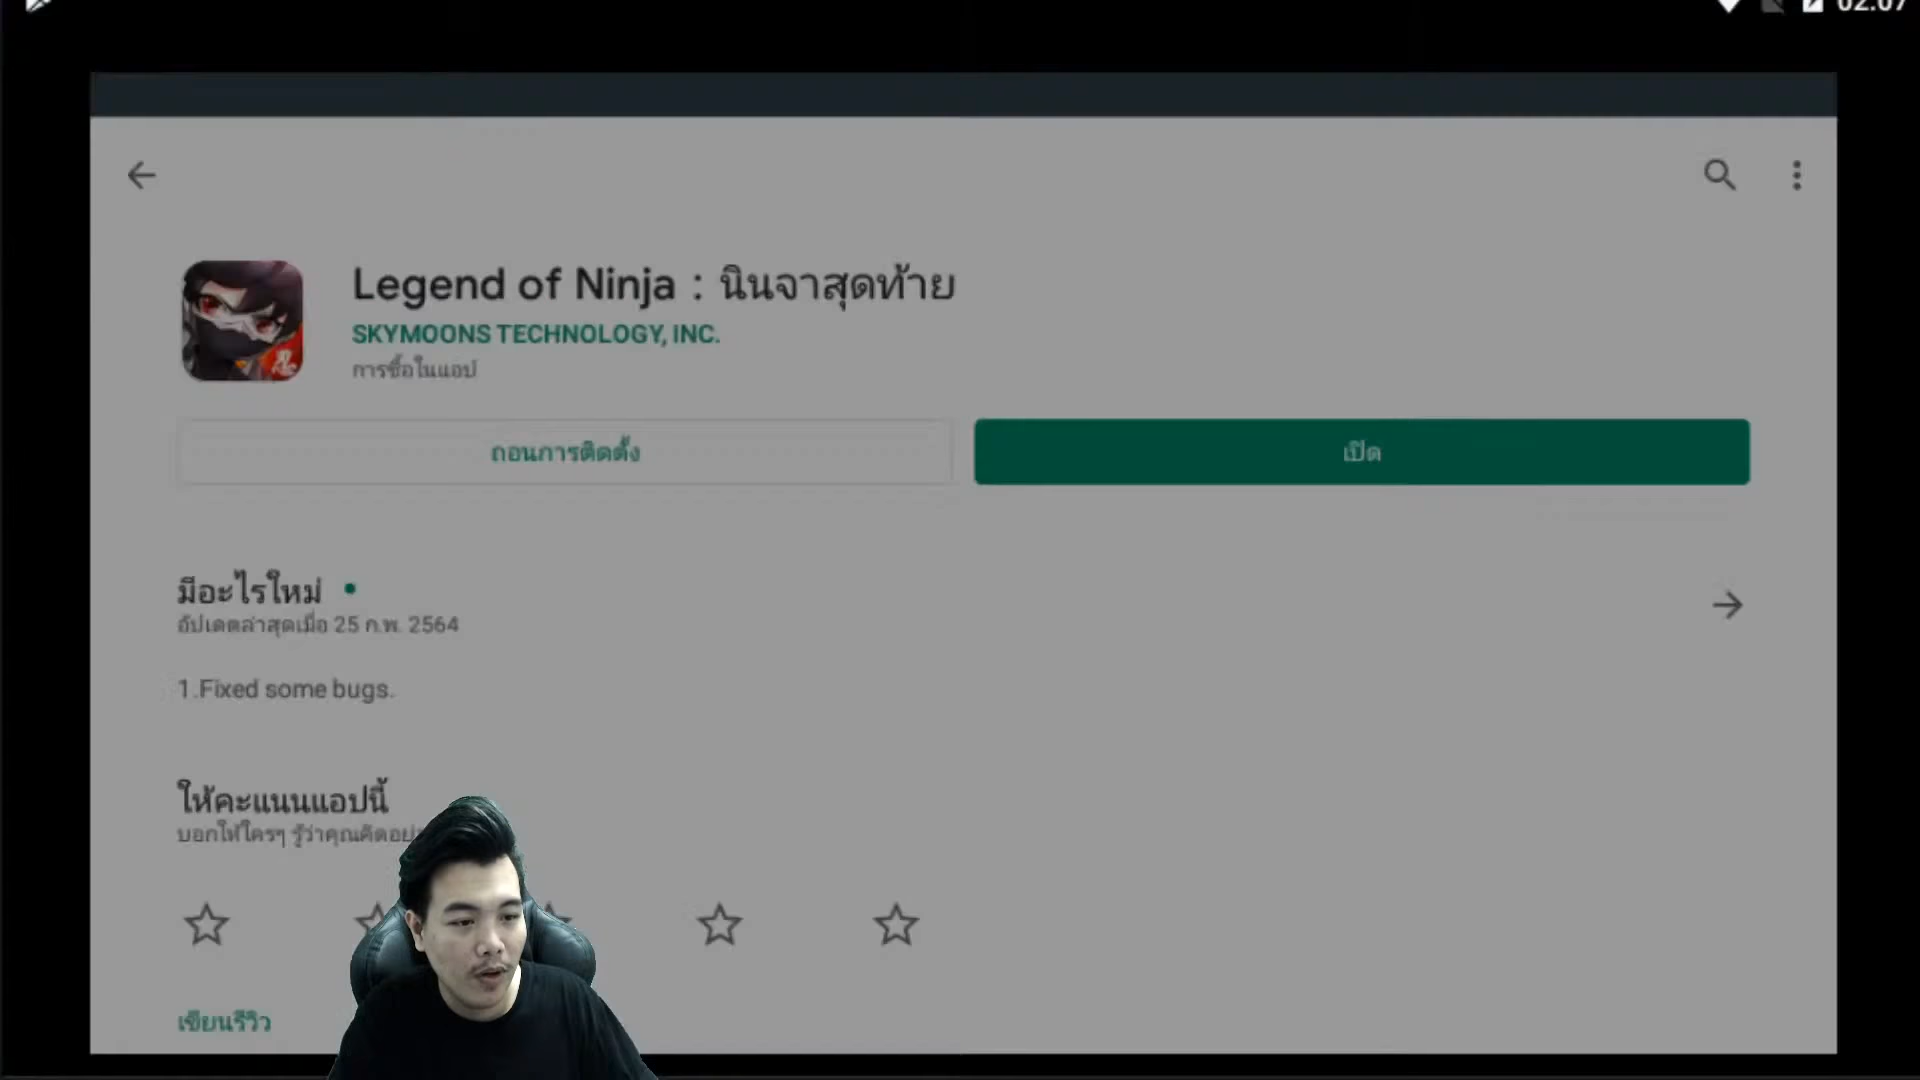 02:07
Legend of Ninja : นินจาสุดท้าย
SKYMOONS TECHNOLOGY, INC.
การซื้อในแอป
ถอนการติดตั้ง
เปิด
มีอะไรใหม่
อัปเดตล่าสุดเมื่อ 25 ก.พ. 2564
1.Fixed some bugs.
ให้คะแนนแอปนี้
บอกให้ใครๆ รู้ว่าคุณคิดอย่
เขียนรีวิว